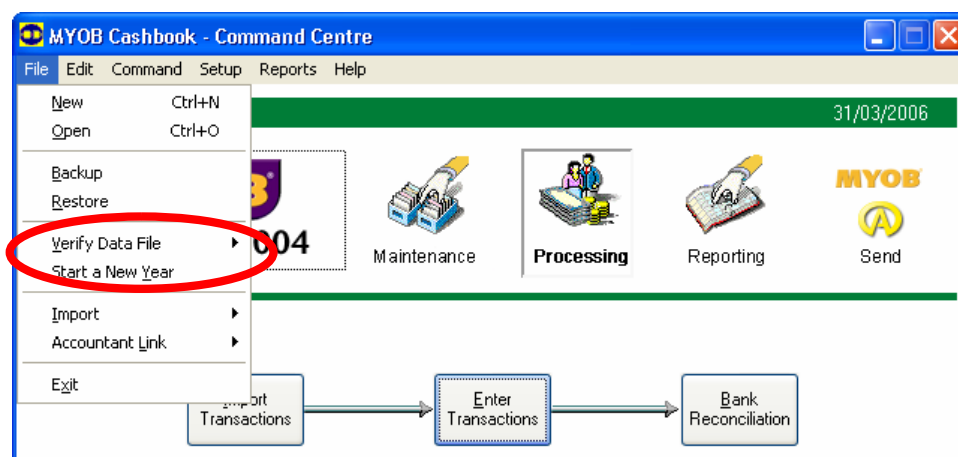 MYOB Cashbook - Command Centre
File Edit Command Setup Reports Help
New Ctrl+N
Open Ctrl+O
31/03/2006
Backup
Restore
Verify Data File
Start a New Year
004
Maintenance
Processing
Reporting
MYOB
Send
Import
Accountant Link
Exit
Transactions
Enter
Transactions
Bank
Reconciliation